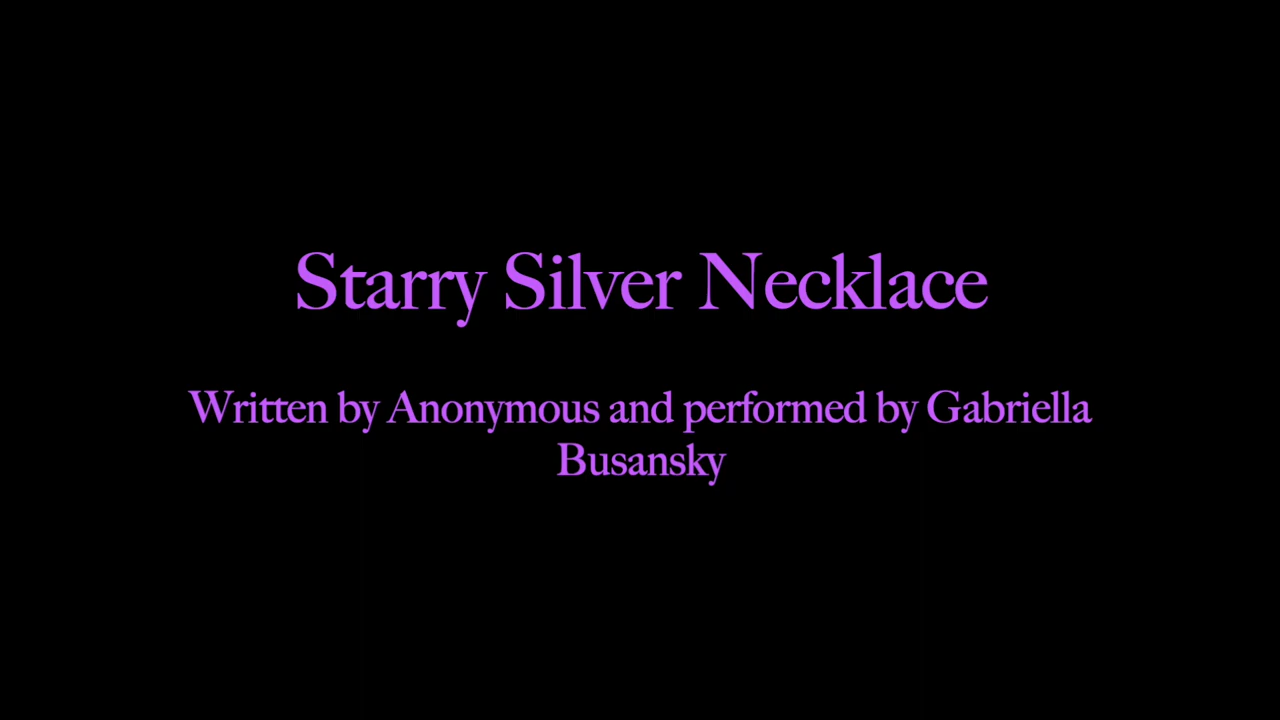 Starry Silver Necklace
Written by Anonymous and performed by Gabriella
Busansky